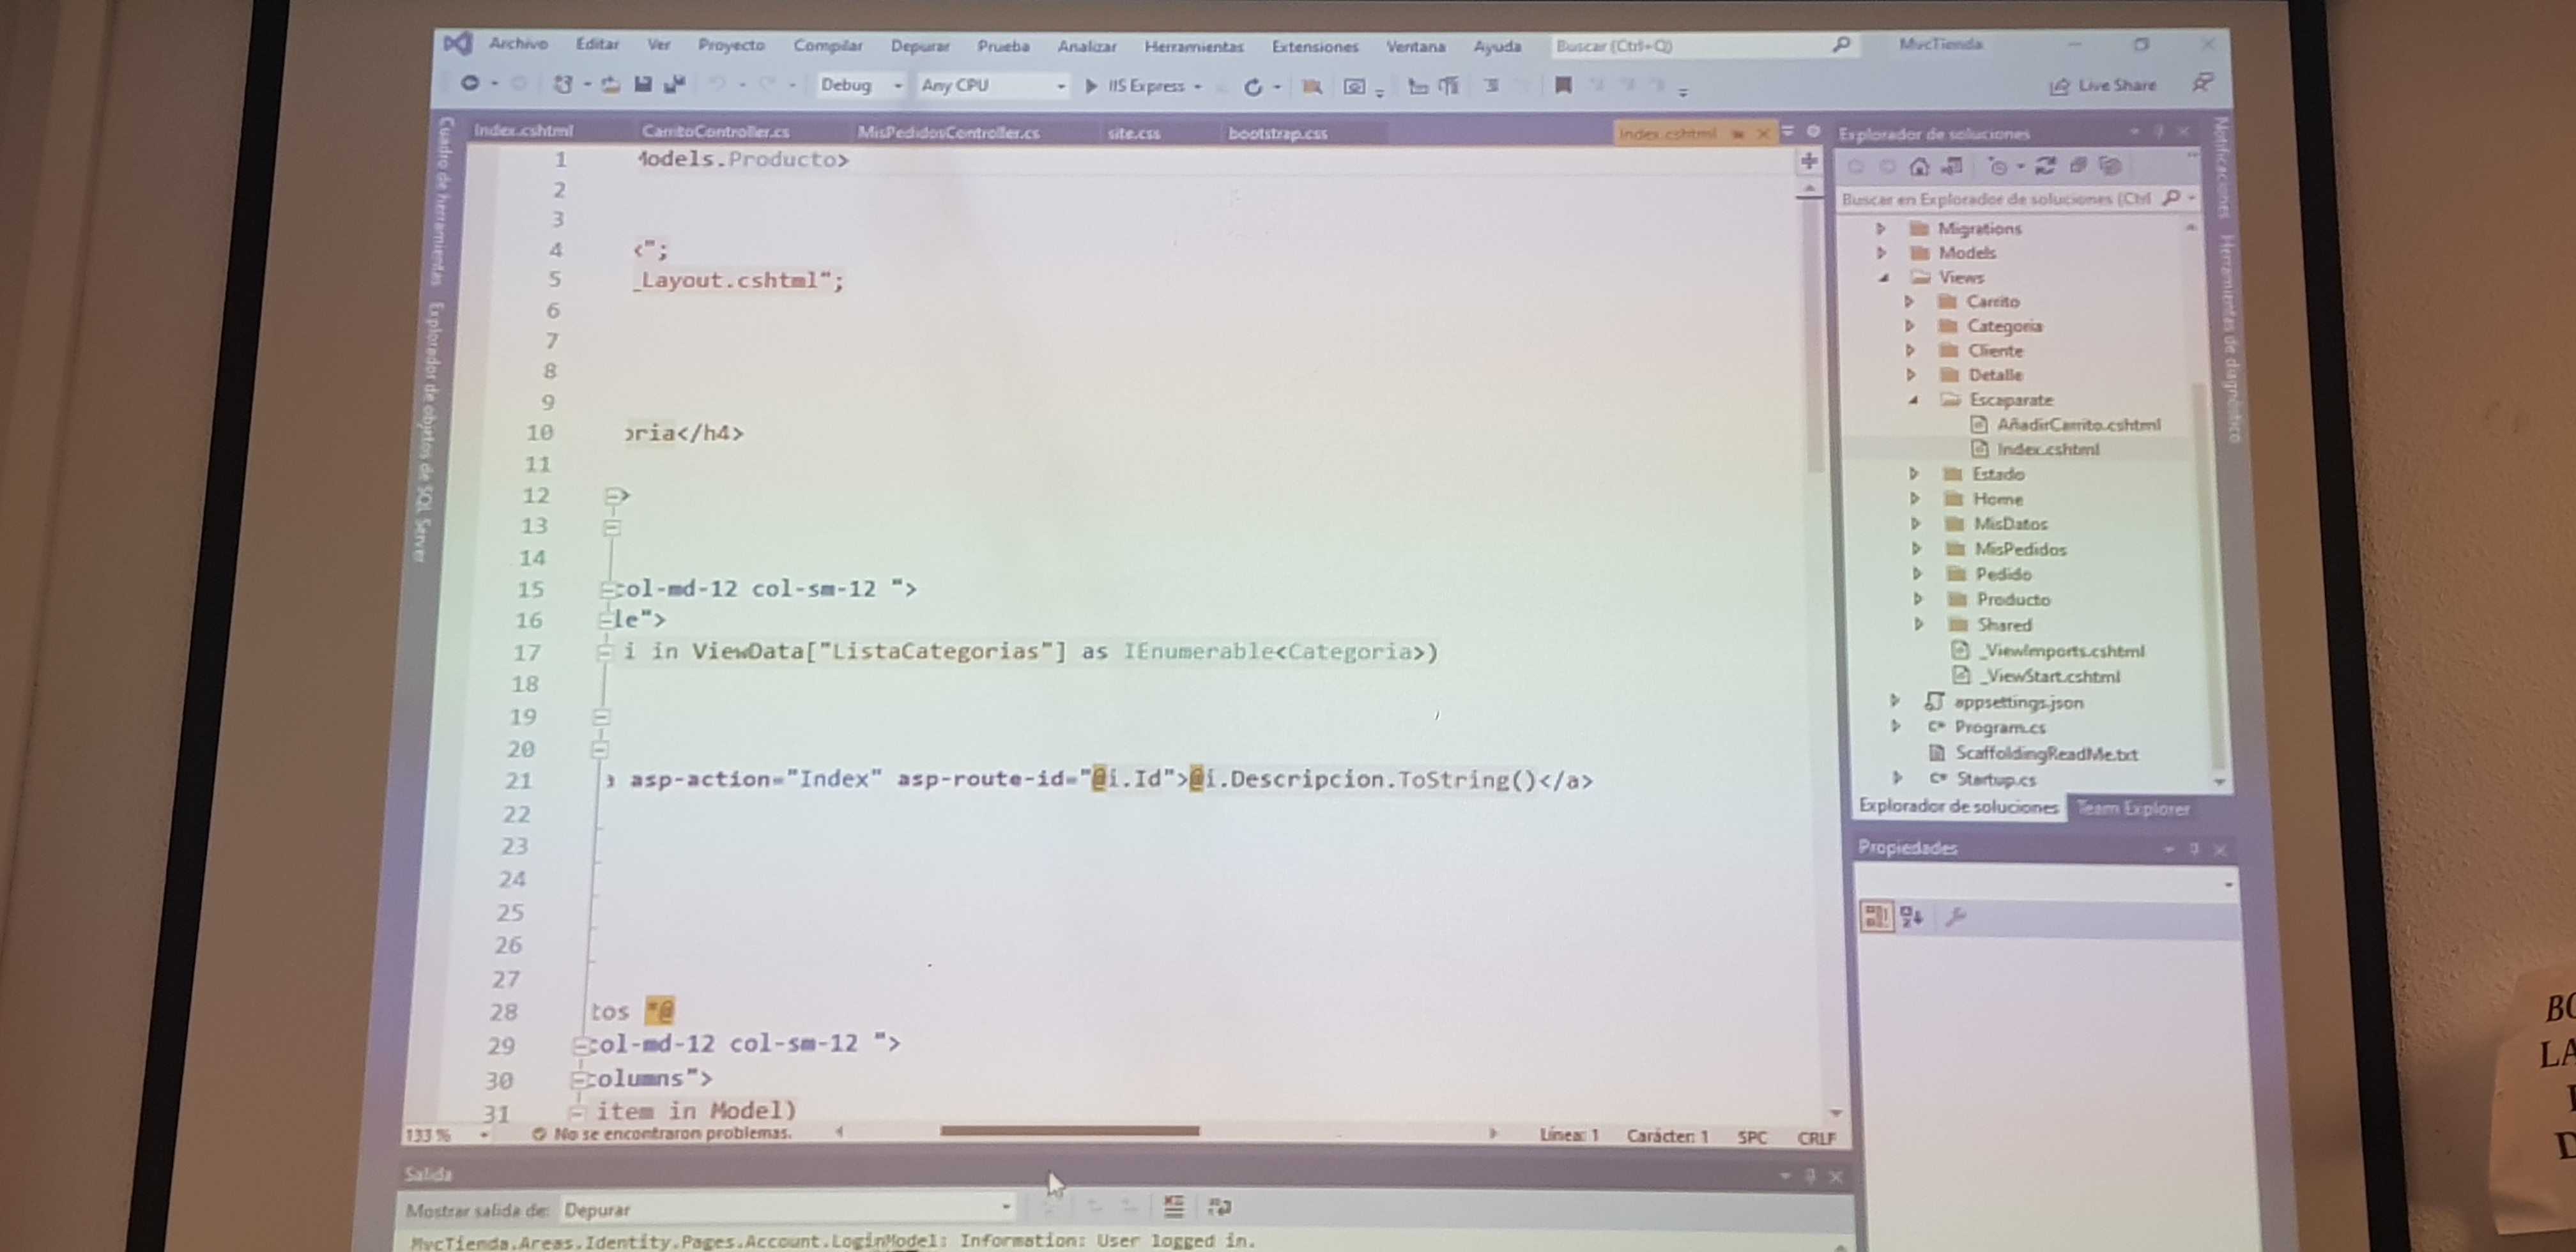 Archivo Editar Ver Proyecto Compilar Depurar Prueba Analizar Herramientas Extensiones Ventana Ayuda Buscar (Ctrl+Q) MvcTienda
Debug Any CPU IIS Express Live Share
Index.cshtml CarritoController.cs MisPedidosController.cs site.css bootstrap.css Index.cshtml
Cuadro de herramientas Explorador de objetos de SQL Server
1 Models.Producto>
2
3
4 <";
5 _Layout.cshtml";
6
7
8
9
10 oria</h4>
11
12 >
13
14
15 col-md-12 col-sm-12 ">
16 le">
17 i in ViewData["ListaCategorias"] as IEnumerable<Categoria>)
18
19
20
21 asp-action="Index" asp-route-id="@i.Id">@i.Descripcion.ToString()</a>
22
23
24
25
26
27
28 tos *@
29 col-md-12 col-sm-12 ">
30 columns">
31 item in Model)
133 % No se encontraron problemas. Línea: 1 Carácter: 1 SPC CRLF
Salida
Mostrar salida de: Depurar
MvcTienda.Areas.Identity.Pages.Account.LoginModel: Information: User logged in.
Explorador de soluciones
Buscar en Explorador de soluciones (Ctrl
Migrations
Models
Views
Carrito
Categoria
Cliente
Detalle
Escaparate
AñadirCarrito.cshtml
Index.cshtml
Estado
Home
MisDatos
MisPedidos
Pedido
Producto
Shared
_ViewImports.cshtml
_ViewStart.cshtml
appsettings.json
Program.cs
ScaffoldingReadMe.txt
Startup.cs
Explorador de soluciones Team Explorer
Propiedades
Notificaciones Herramientas de diagnóstico
BO
LA
D